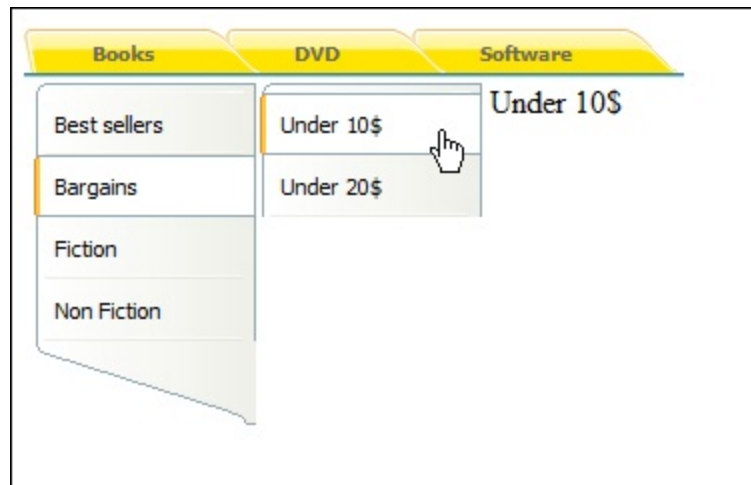 Books DVD Software
Best sellers
Bargains
Fiction
Non Fiction
Under 10$
Under 20$
Under 10$